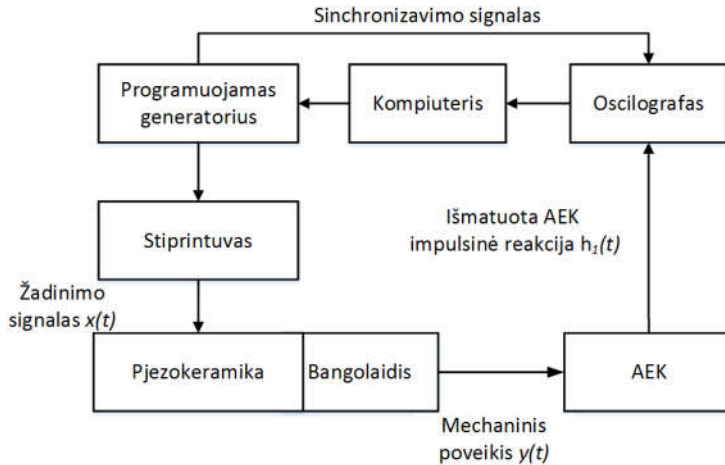 Sinchronizavimo signalas
Programuojamas
generatorius
Kompiuteris
Oscilografas
Stiprintuvas
Išmatuota AEK
impulsinė reakcija h₁(t)
Žadinimo
signalas x(t)
Pjezokeramika
Bangolaidis
AEK
Mechaninis
poveikis y(t)